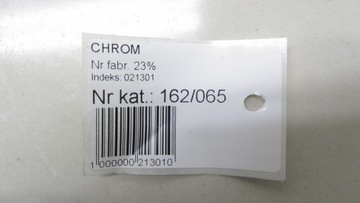 CHROM
Nr fabr. 23%
Indeks: 021301
Nr kat.: 162/065
1 000000 213010